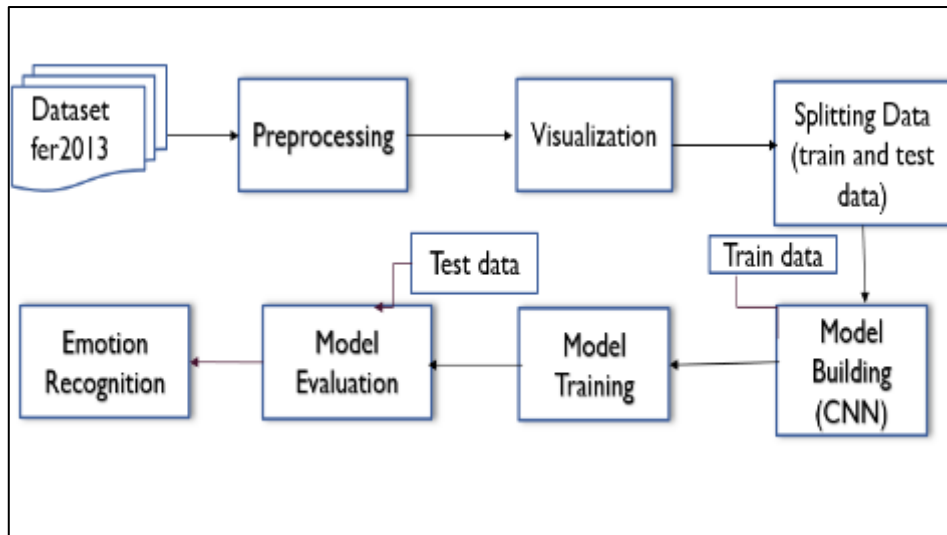 Dataset
fer2013
Preprocessing
Visualization
Splitting Data
(train and test
data)
Train data
Test data
Model
Building
(CNN)
Model
Training
Model
Evaluation
Emotion
Recognition